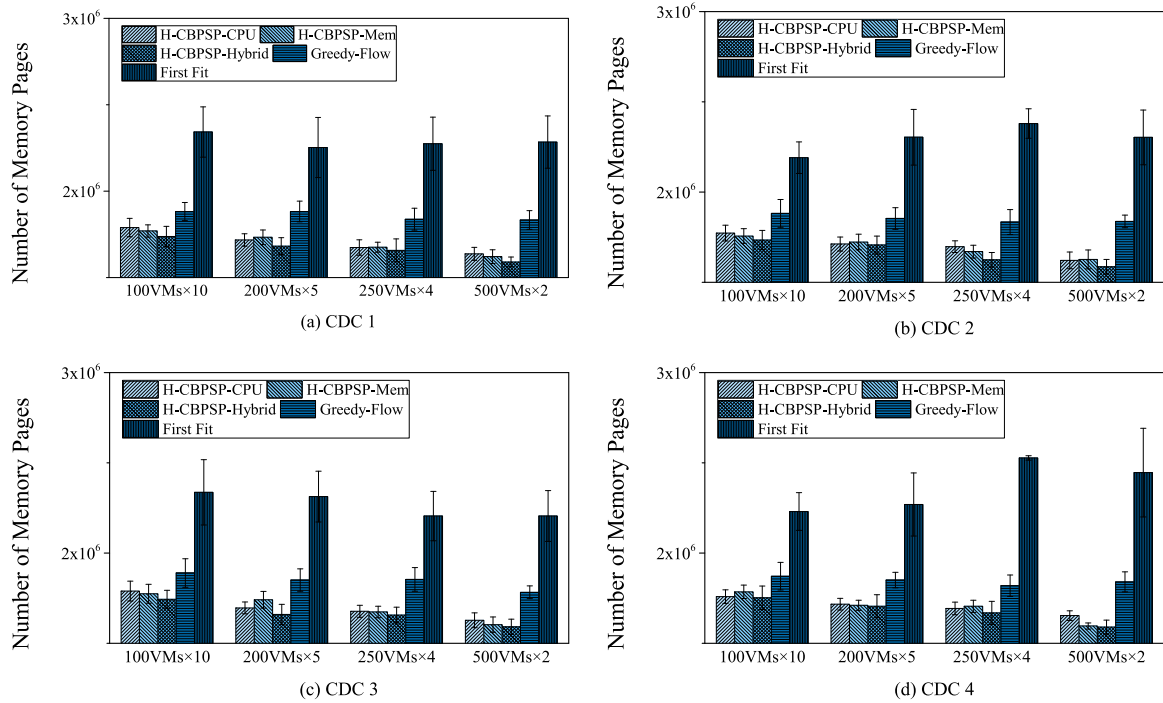 Number of Memory Pages
3x10⁶
2x10⁶
H-CBPSP-CPU H-CBPSP-Mem
H-CBPSP-Hybrid Greedy-Flow
First Fit
100VMs×10 200VMs×5 250VMs×4 500VMs×2
(a) CDC 1
Number of Memory Pages
3x10⁶
2x10⁶
H-CBPSP-CPU H-CBPSP-Mem
H-CBPSP-Hybrid Greedy-Flow
First Fit
100VMs×10 200VMs×5 250VMs×4 500VMs×2
(b) CDC 2
Number of Memory Pages
3x10⁶
2x10⁶
H-CBPSP-CPU H-CBPSP-Mem
H-CBPSP-Hybrid Greedy-Flow
First Fit
100VMs×10 200VMs×5 250VMs×4 500VMs×2
(c) CDC 3
Number of Memory Pages
3x10⁶
2x10⁶
H-CBPSP-CPU H-CBPSP-Mem
H-CBPSP-Hybrid Greedy-Flow
First Fit
100VMs×10 200VMs×5 250VMs×4 500VMs×2
(d) CDC 4